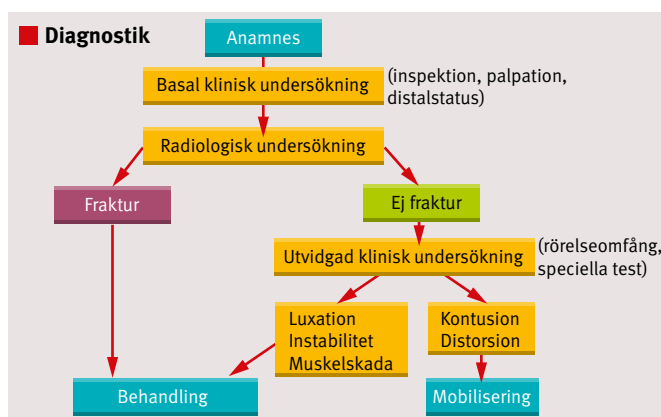 Diagnostik
Anamnes
Basal klinisk undersökning
(inspektion, palpation,
distalstatus)
Radiologisk undersökning
Fraktur
Ej fraktur
Utvidgad klinisk undersökning
(rörelseomfång,
speciella test)
Luxation
Instabilitet
Muskelskada
Kontusion
Distorsion
Behandling
Mobilisering